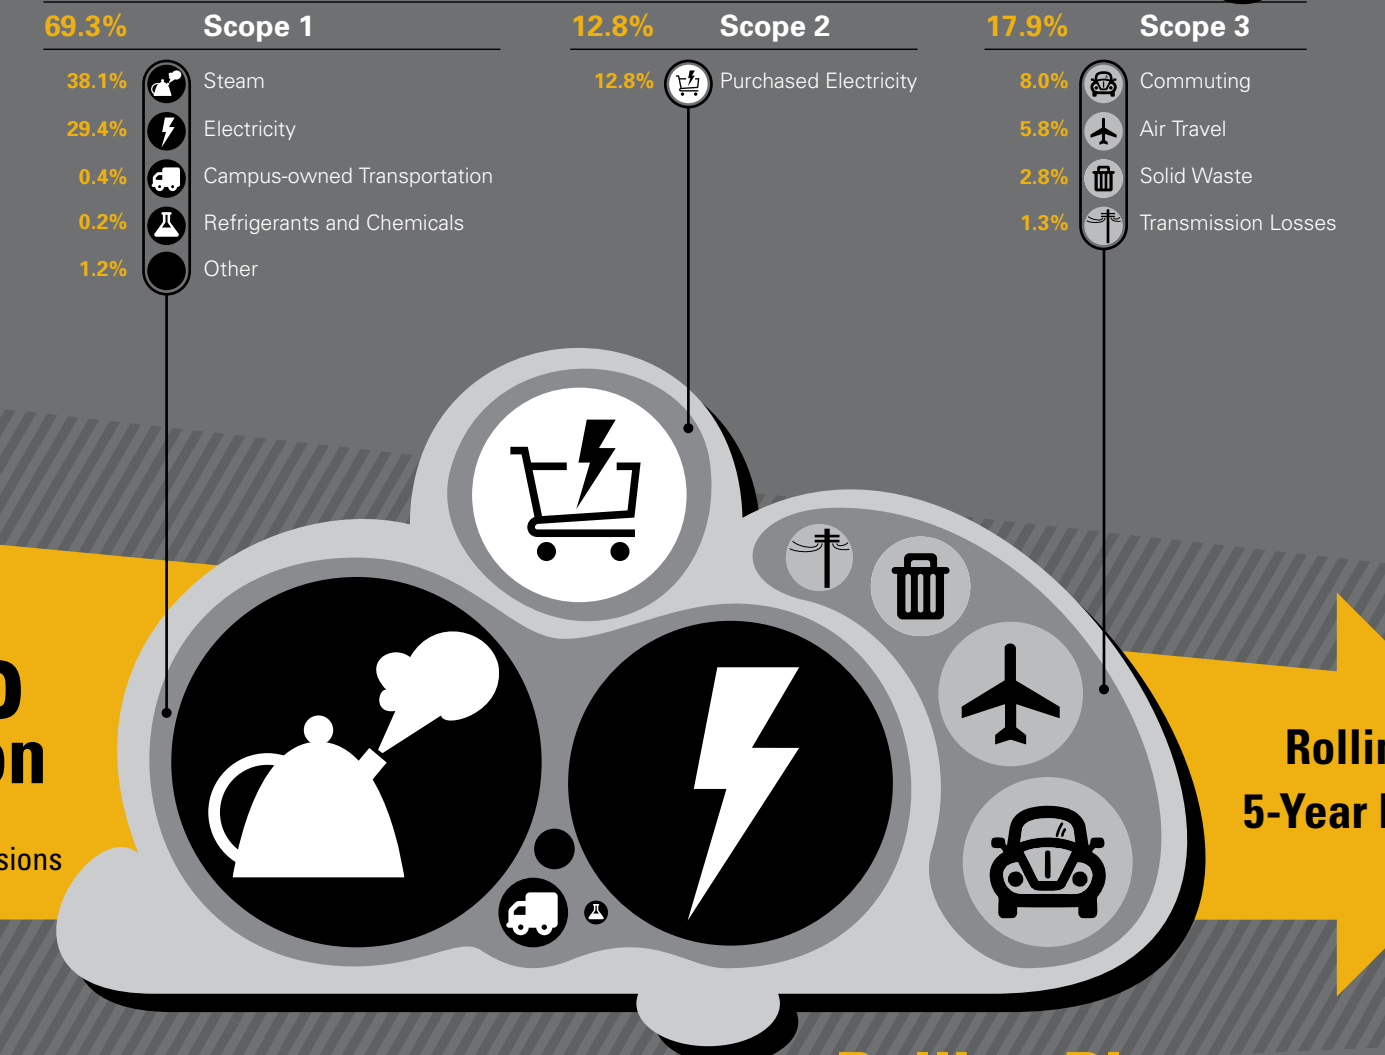 69.3% Scope 1
38.1% Steam
29.4% Electricity
0.4% Campus-owned Transportation
0.2% Refrigerants and Chemicals
1.2% Other
12.8% Scope 2
12.8% Purchased Electricity
17.9% Scope 3
8.0% Commuting
5.8% Air Travel
2.8% Solid Waste
1.3% Transmission Losses
5-Year